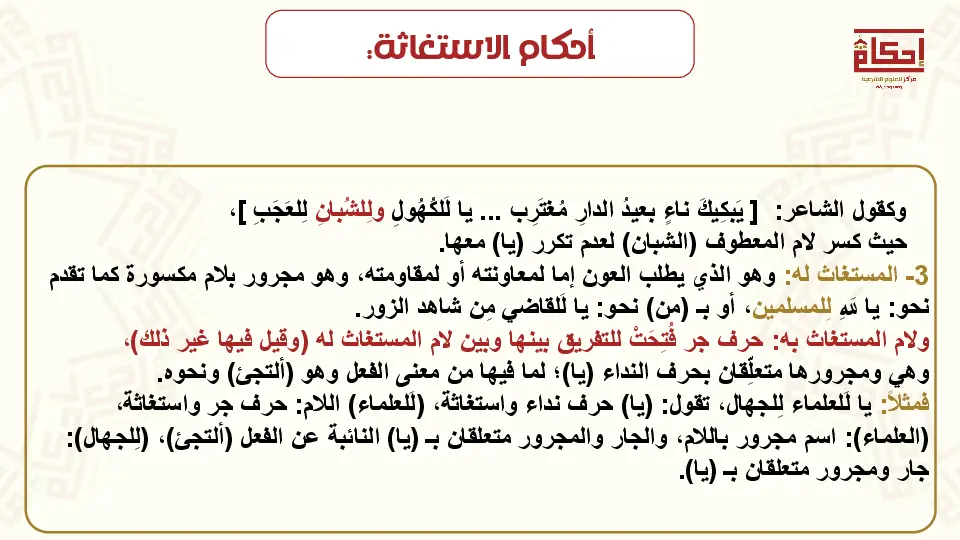 أحكام الاستغاثة:
إحكام
مركز للعلوم الشرعية
وكقول الشاعر: [ يَبكِيكَ ناءٍ بعيدُ الدارِ مُغْتَرِب ... يا لَلكُهُولِ ولِلشُبانِ لِلعَجَبِ ]،
حيث كسر لام المعطوف (الشبان) لعدم تكرر (يا) معها.
3- المستغاث له: وهو الذي يطلب العون إما لمعاونته أو لمقاومته، وهو مجرور بلام مكسورة كما تقدم
نحو: يا لَلهِ لِلمسلمين، أو بـ (من) نحو: يا لَلقاضي مِن شاهد الزور.
ولام المستغاث به: حرف جر فُتِحَتْ للتفريق بينها وبين لام المستغاث له (وقيل فيها غير ذلك)،
وهي ومجرورها متعلِّقان بحرف النداء (يا)؛ لما فيها من معنى الفعل وهو (ألتجئ) ونحوه.
فمثلاً: يا لَلعلماء لِلجهال، تقول: (يا) حرف نداء واستغاثة، (لَلعلماء) اللام: حرف جر واستغاثة،
(العلماء): اسم مجرور باللام، والجار والمجرور متعلقان بـ (يا) النائبة عن الفعل (ألتجئ)، (لِلجهال):
جار ومجرور متعلقان بـ (يا).